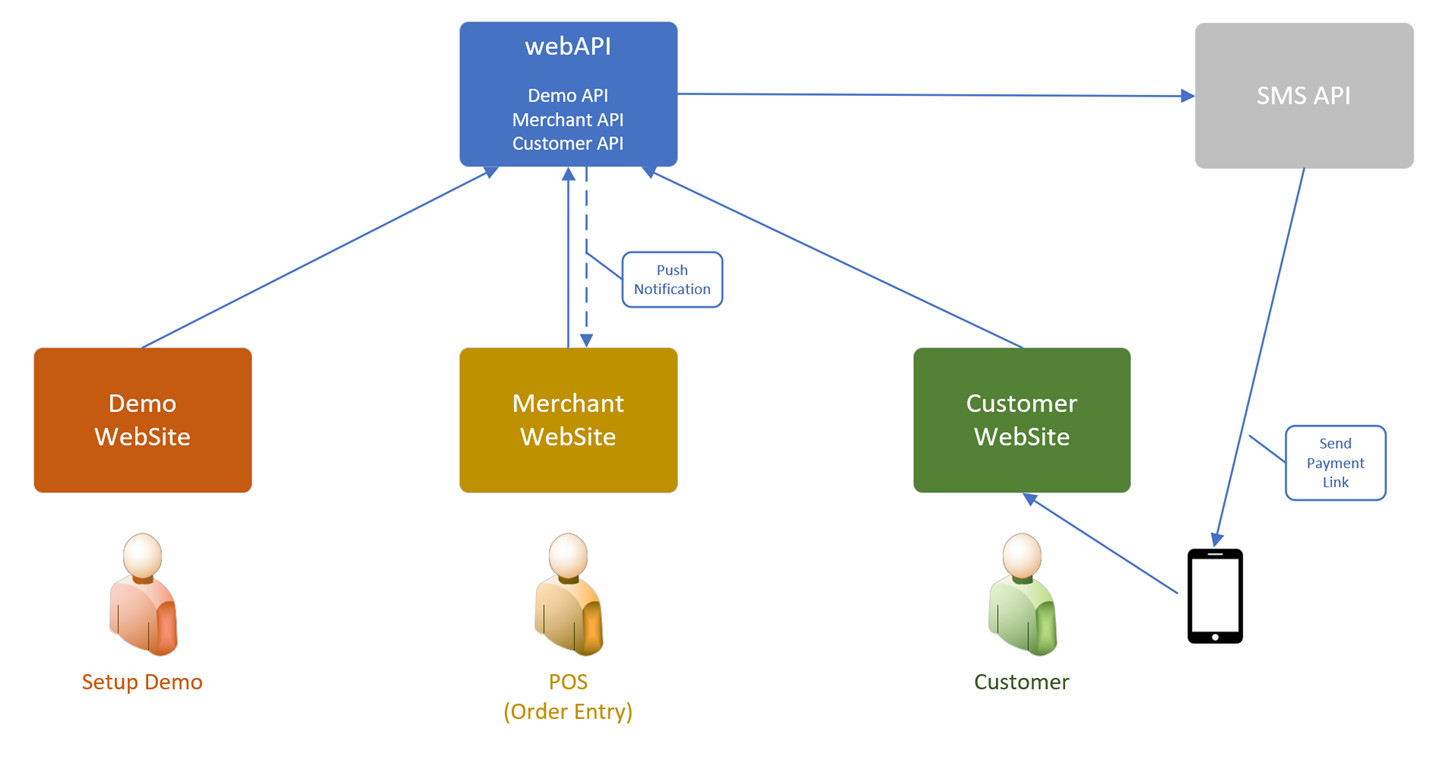 webAPI
Demo API
Merchant API
Customer API
SMS API
Push
Notification
Demo
WebSite
Merchant
WebSite
Customer
WebSite
Send
Payment
Link
Setup Demo
POS
(Order Entry)
Customer